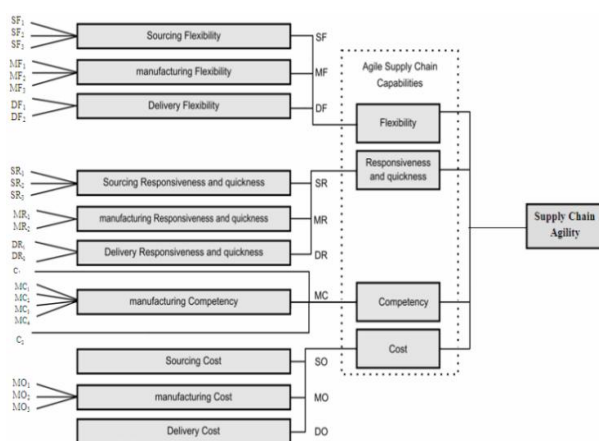 SF1
SF2
SF3
Sourcing Flexibility
SF
MF1
MF2
MF3
manufacturing Flexibility
MF
DF1
DF2
Delivery Flexibility
DF
Agile Supply Chain
Capabilities
Flexibility
SR1
SR2
SR3
Sourcing Responsiveness and quickness
SR
Responsiveness
and quickness
MR1
MR2
manufacturing Responsiveness and quickness
MR
Supply Chain
Agility
DR1
DR2
Delivery Responsiveness and quickness
DR
MC1
MC2
MC3
MC4
manufacturing Competency
MC
Competency
C2
Cost
Sourcing Cost
SO
MO1
MO2
manufacturing Cost
MO
Delivery Cost
DO